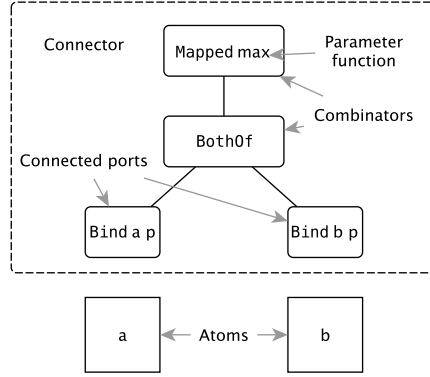 Connector
Mapped max
Parameter
function
Combinators
BothOf
Connected ports
Bind a p
Bind b p
a
Atoms
b